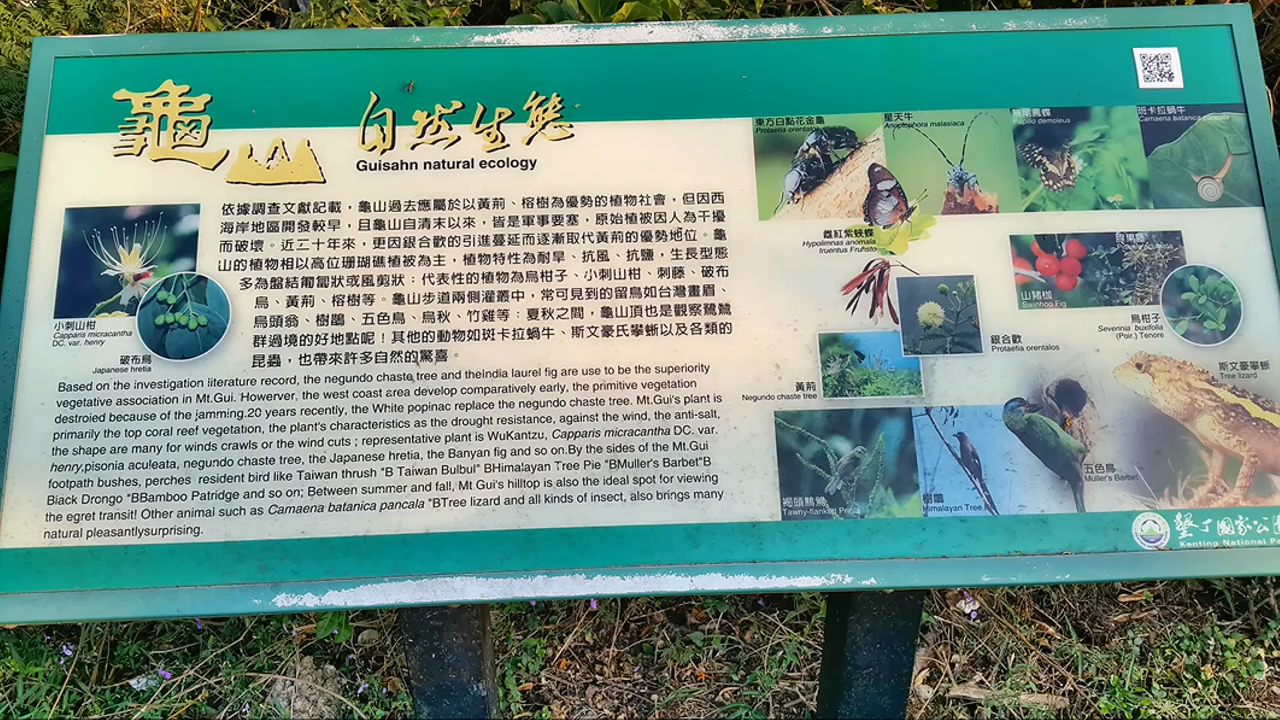 龜山 自然生態
Guisahn natural ecology
依據調查文獻記載，龜山過去應屬於以黃荊、榕樹為優勢的植物社會，但因西
海岸地區開發較早，且龜山自清末以來，皆是軍事要塞，原始植被因人為干擾
而破壞。近二十年來，更因銀合歡的引進蔓延而逐漸取代黃荊的優勢地位。龜
山的植物相以高位珊瑚礁植被為主，植物特性為耐旱、抗風、抗鹽，生長型態
多為盤結匍匐狀或風剪狀；代表性的植物為烏柑子、小刺山柑、刺藤、破布
烏、黃荊、榕樹等。龜山步道兩側灌叢中，常可見到的留鳥如台灣畫眉、
烏頭翁、樹鵲、五色鳥、烏秋、竹雞等；夏秋之間，龜山頂也是觀察鷺鷥
群過境的好地點呢！其他的動物如斑卡拉蝸牛、斯文豪氏攀蜥以及各類的
昆蟲，也帶來許多自然的驚喜。
小刺山柑
Capparis micracantha
DC. var. henry
破布烏
Japanese hretia
Based on the investigation literature record, the negundo chaste tree and theindia laurel fig are use to be the superiority
vegetative association in Mt.Gui. Howerver, the west coast area develop comparatively early, the primitive vegetation
destroied because of the jamming.20 years recently, the White popinac replace the negundo chaste tree. Mt.Gui's plant is
primarily the top coral reef vegetation, the plant's characteristics as the drought resistance, against the wind, the anti-salt,
the shape are many for winds crawls or the wind cuts ; representative plant is WuKantzu, Capparis micracantha DC. var.
henry,pisonia aculeata, negundo chaste tree, the Japanese hretia, the Banyan fig and so on.By the sides of the Mt.Gui
footpath bushes, perches resident bird like Taiwan thrush "B Taiwan Bulbul" BHimalayan Tree Pie "BMuller's Barbet"B
Biack Drongo "BBamboo Patridge and so on; Between summer and fall, Mt Gui's hilltop is also the ideal spot for viewing
the egret transit! Other animal such as Camaena batanica pancala "BTree lizard and all kinds of insect, also brings many
natural pleasantlysurprising.
東方白點花金龜
Protaetia orientalos
星天牛
Anoplophora malasiaca
無尾鳳蝶
Papilio demoleus
斑卡拉蝸牛
Camaena batanica pancala
雌紅紫蛺蝶
Hypolimnas anomala
Iruentus Fruhsto
山豬枷
Swinhoe Fig
烏柑子
Severinia buxifolia
(Poir.) Tenore
銀合歡
Protaetia orientalos
黃荊
Negundo chaste tree
斯文豪攀蜥
Tree lizard
褐頭鷦鶯
Tawny-flanked Prinia
樹鵲
Himalayan Tree
五色鳥
Muller's Barbet
墾丁國家公
Kenting National